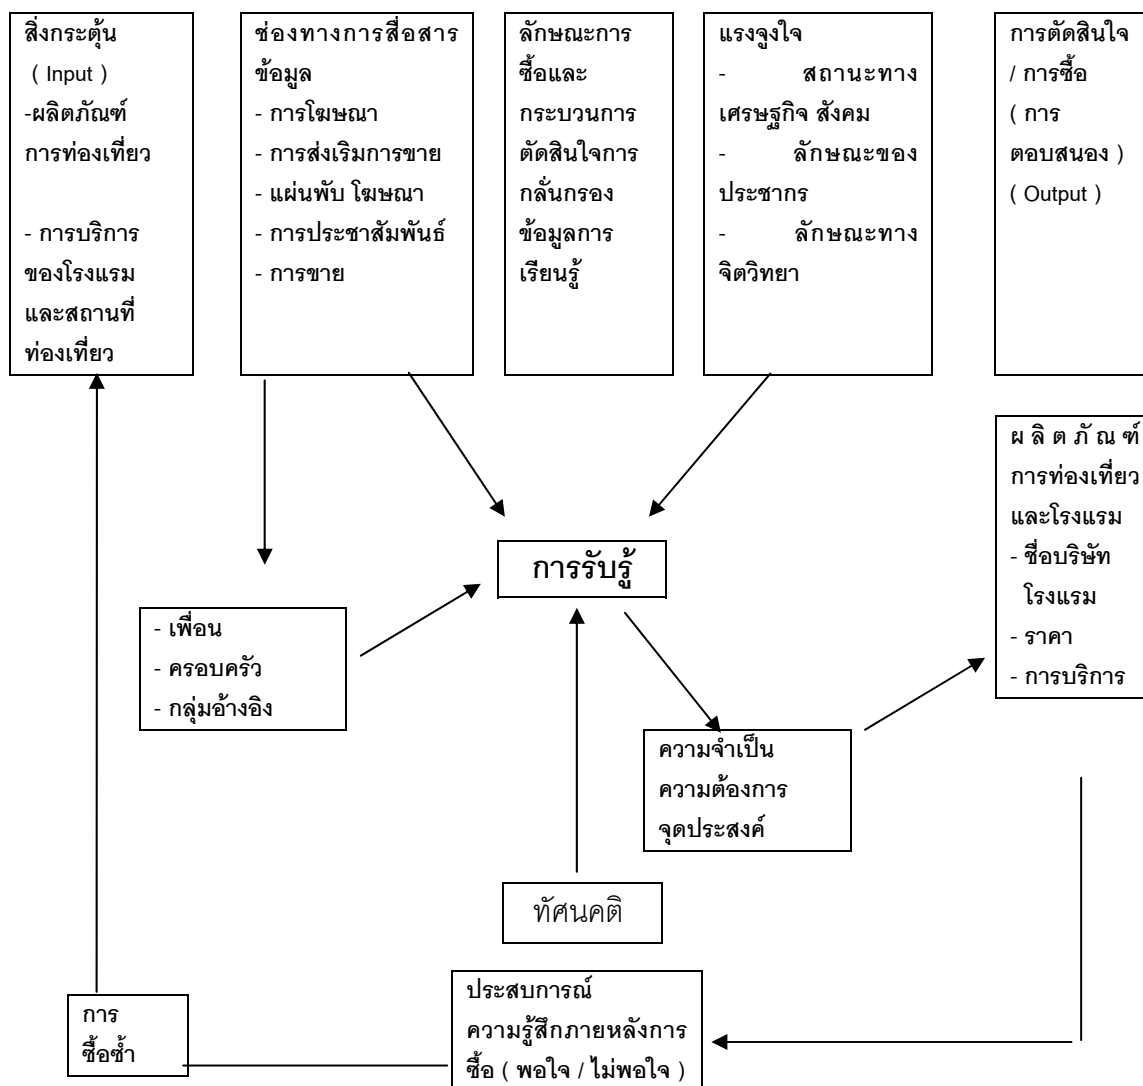 สิ่งกระตุ้น
( Input )
-ผลิตภัณฑ์
การท่องเที่ยว
- การบริการ
ของโรงแรม
และสถานที่
ท่องเที่ยว
ช่องทางการสื่อสาร
ข้อมูล
- การโฆษณา
- การส่งเริมการขาย
- แผ่นพับ โฆษณา
- การประชาสัมพันธ์
- การขาย
ลักษณะการ
ซื้อและ
กระบวนการ
ตัดสินใจการ
กลั่นกรอง
ข้อมูลการ
เรียนรู้
แรงจูงใจ
- สถานะทาง
เศรษฐกิจ สังคม
- ลักษณะของ
ประชากร
- ลักษณะทาง
จิตวิทยา
การตัดสินใจ
/ การซื้อ
( การ
ตอบสนอง )
( Output )
ผลิตภัณฑ์
การท่องเที่ยว
และโรงแรม
- ชื่อบริษัท
โรงแรม
- ราคา
- การบริการ
การรับรู้
- เพื่อน
- ครอบครัว
- กลุ่มอ้างอิง
ความจำเป็น
ความต้องการ
จุดประสงค์
ทัศนคติ
ประสบการณ์
ความรู้สึกภายหลังการ
ซื้อ ( พอใจ / ไม่พอใจ )
การ
ซื้อซ้ำ